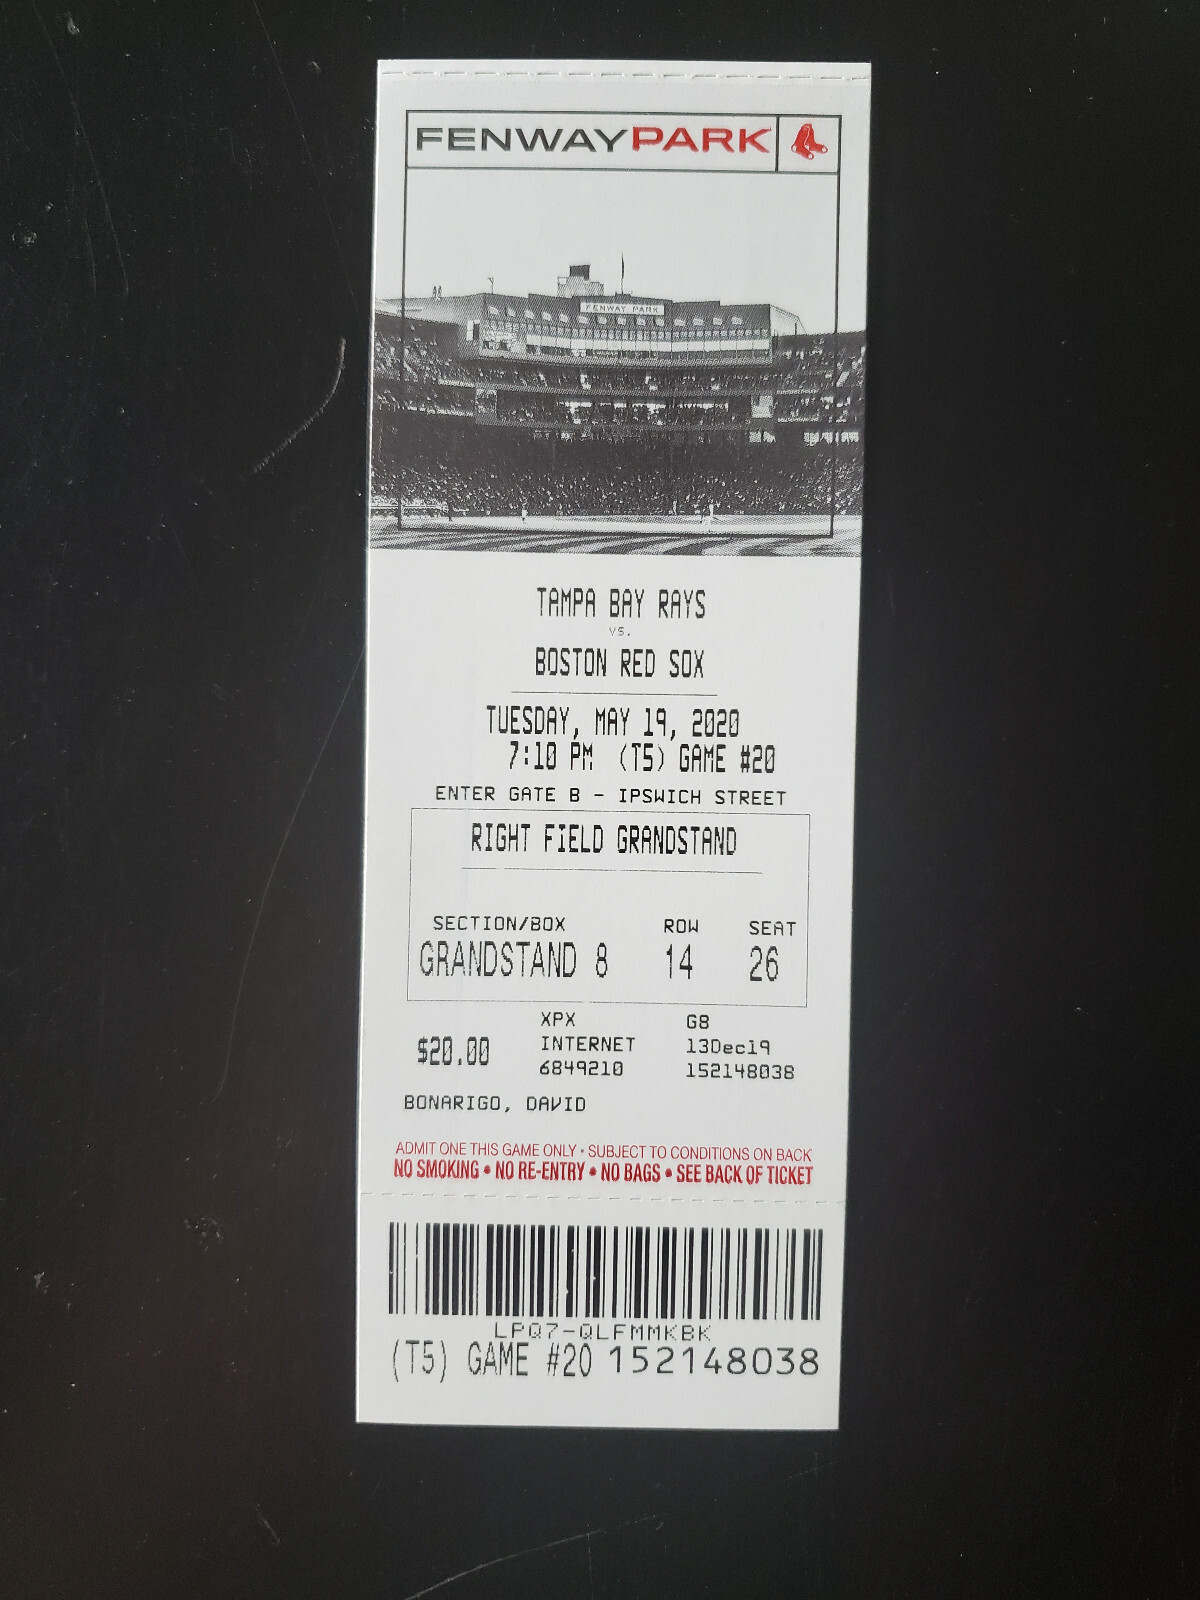 FENWAYPARK
FENWAY PARK
TAMPA BAY RAYS
VS.
BOSTON RED SOX
TUESDAY, MAY 19, 2020
7:10 PM (T5) GAME #20
ENTER GATE B - IPSWICH STREET
RIGHT FIELD GRANDSTAND
SECTION/BOX ROW SEAT
GRANDSTAND 8 14 26
XPX GB
$20.00 INTERNET 13Dec19
6849210 152148038
BONARIGO, DAVID
ADMIT ONE THIS GAME ONLY • SUBJECT TO CONDITIONS ON BACK
NO SMOKING • NO RE-ENTRY • NO BAGS • SEE BACK OF TICKET
LPQ7-QLFMMKBK
(T5) GAME #20 152148038